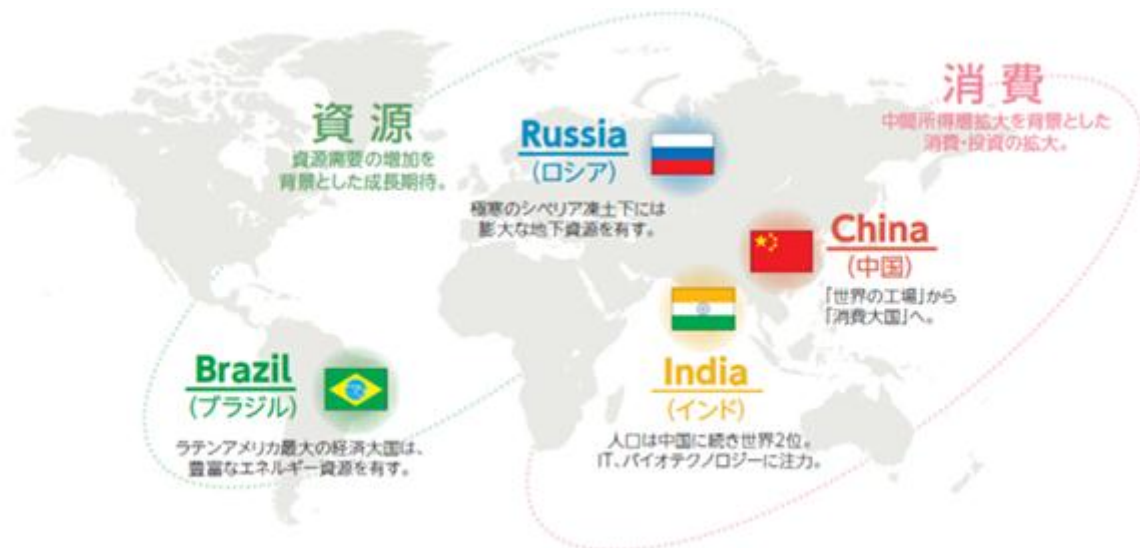 資源
資源需要の増加を
背景とした成長期待。
Russia
(ロシア)
極寒のシベリア凍土下には
膨大な地下資源を有す。
消費
中間所得層拡大を背景とした
消費・投資の拡大。
China
(中国)
「世界の工場」から
「消費大国」へ。
Brazil
(ブラジル)
ラテンアメリカ最大の経済大国は、
豊富なエネルギー資源を有す。
India
(インド)
人口は中国に続き世界2位。
IT、バイオテクノロジーに注力。